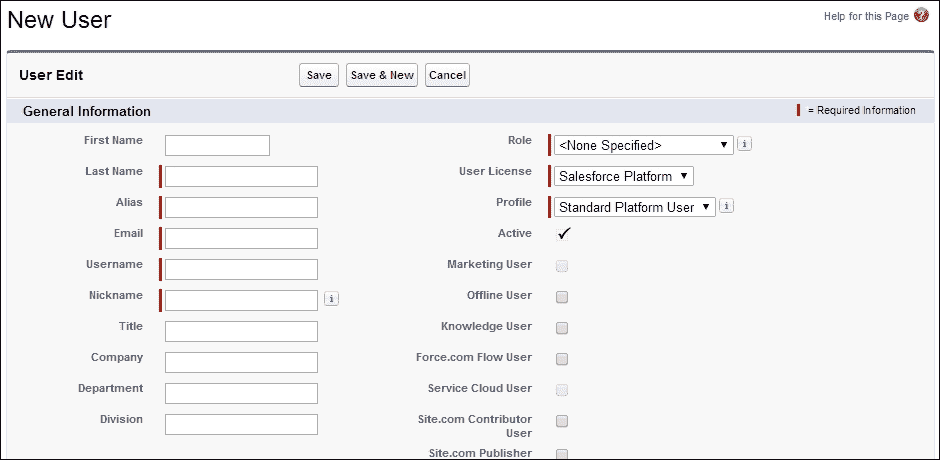 New User
Help for this Page
User Edit
Save
Save & New
Cancel
General Information
= Required Information
First Name
Last Name
Alias
Email
Username
Nickname
i
Title
Company
Department
Division
Role
<None Specified>
i
User License
Salesforce Platform
Profile
Standard Platform User
i
Active
Marketing User
Offline User
Knowledge User
Force.com Flow User
Service Cloud User
Site.com Contributor
User
Site.com Publisher